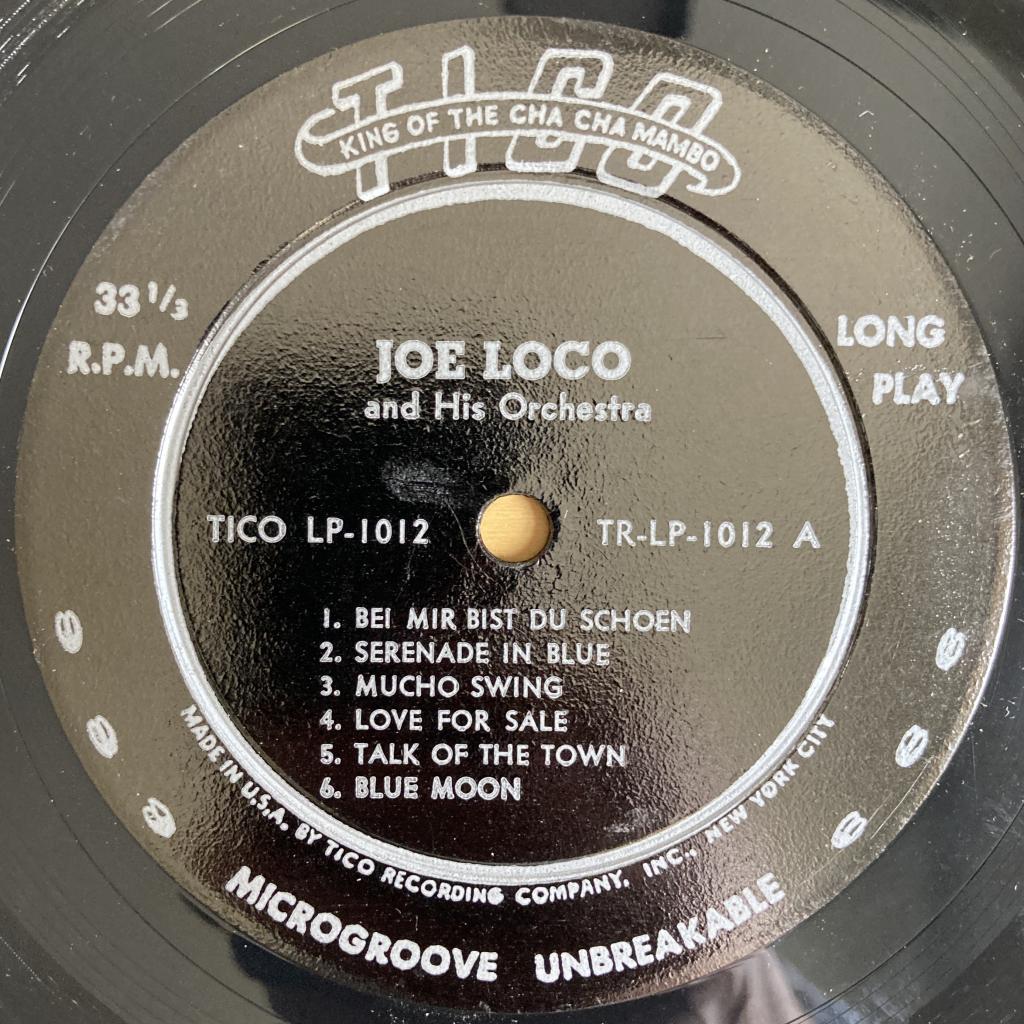 TICO
KING OF THE CHA CHA MAMBO
33 1/3
R.P.M.
LONG
PLAY
JOE LOCO
and His Orchestra
TICO LP-1012
TR-LP-1012 A
1. BEI MIR BIST DU SCHOEN
2. SERENADE IN BLUE
3. MUCHO SWING
4. LOVE FOR SALE
5. TALK OF THE TOWN
6. BLUE MOON
MADE IN U.S.A. BY TICO RECORDING COMPANY, INC., NEW YORK CITY
MICROGROOVE UNBREAKABLE